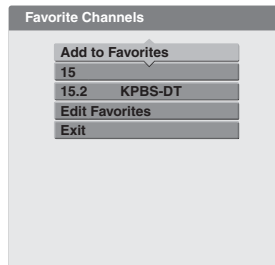 Favorite Channels
Add to Favorites
15
15.2 KPBS-DT
Edit Favorites
Exit